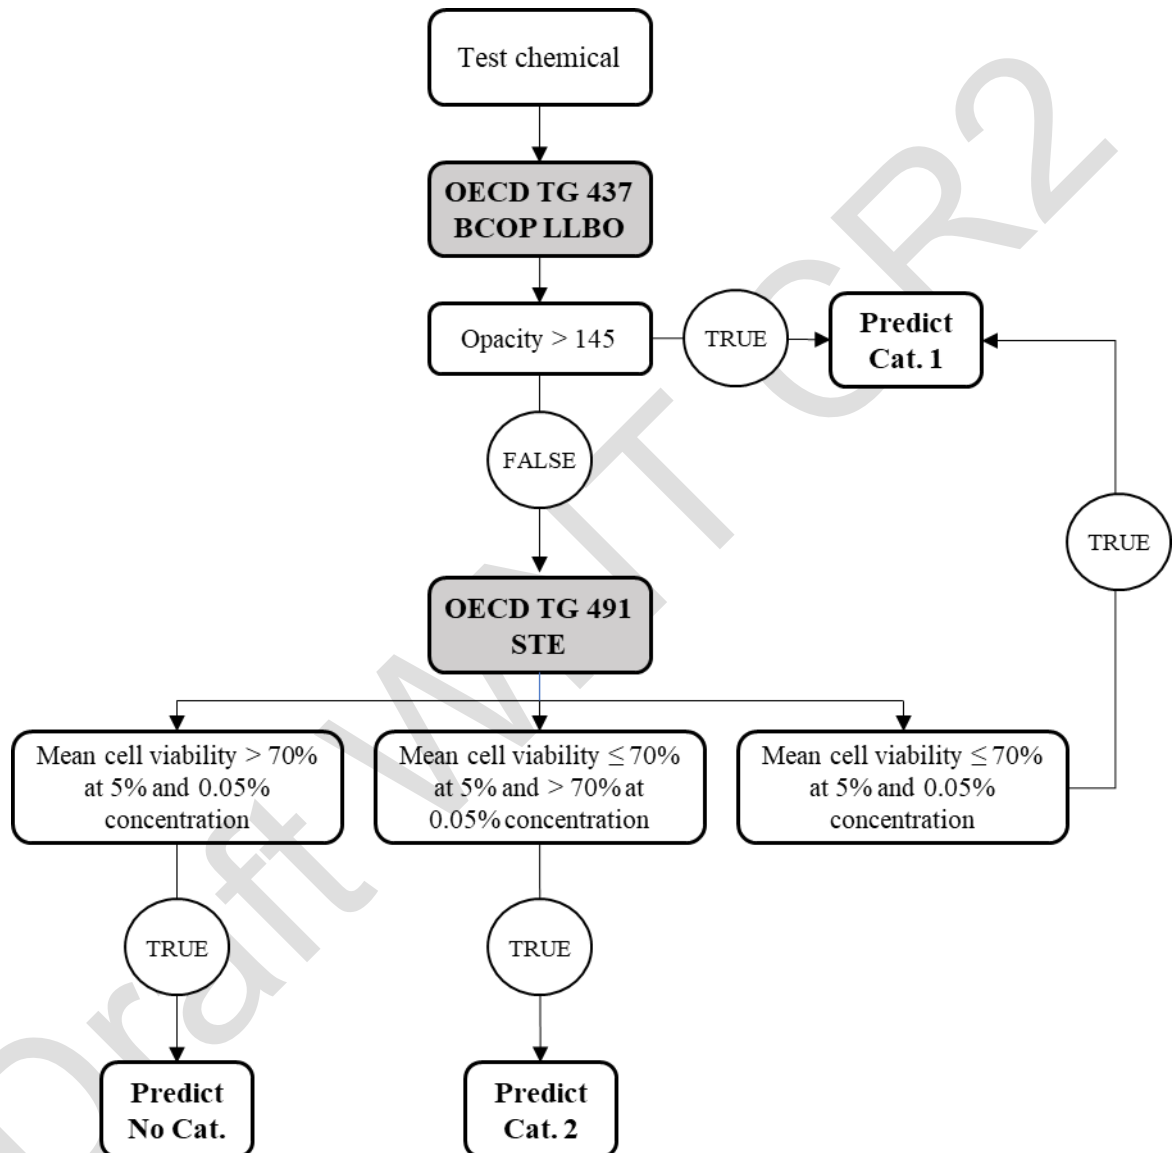 Test chemical
OECD TG 437
BCOP LLBO
Opacity > 145
TRUE
Predict
Cat. 1
FALSE
TRUE
OECD TG 491
STE
Mean cell viability > 70%
at 5% and 0.05%
concentration
Mean cell viability ≤ 70%
at 5% and > 70% at
0.05% concentration
Mean cell viability ≤ 70%
at 5% and 0.05%
concentration
TRUE
TRUE
Predict
No Cat.
Predict
Cat. 2
Draft WNT CR2